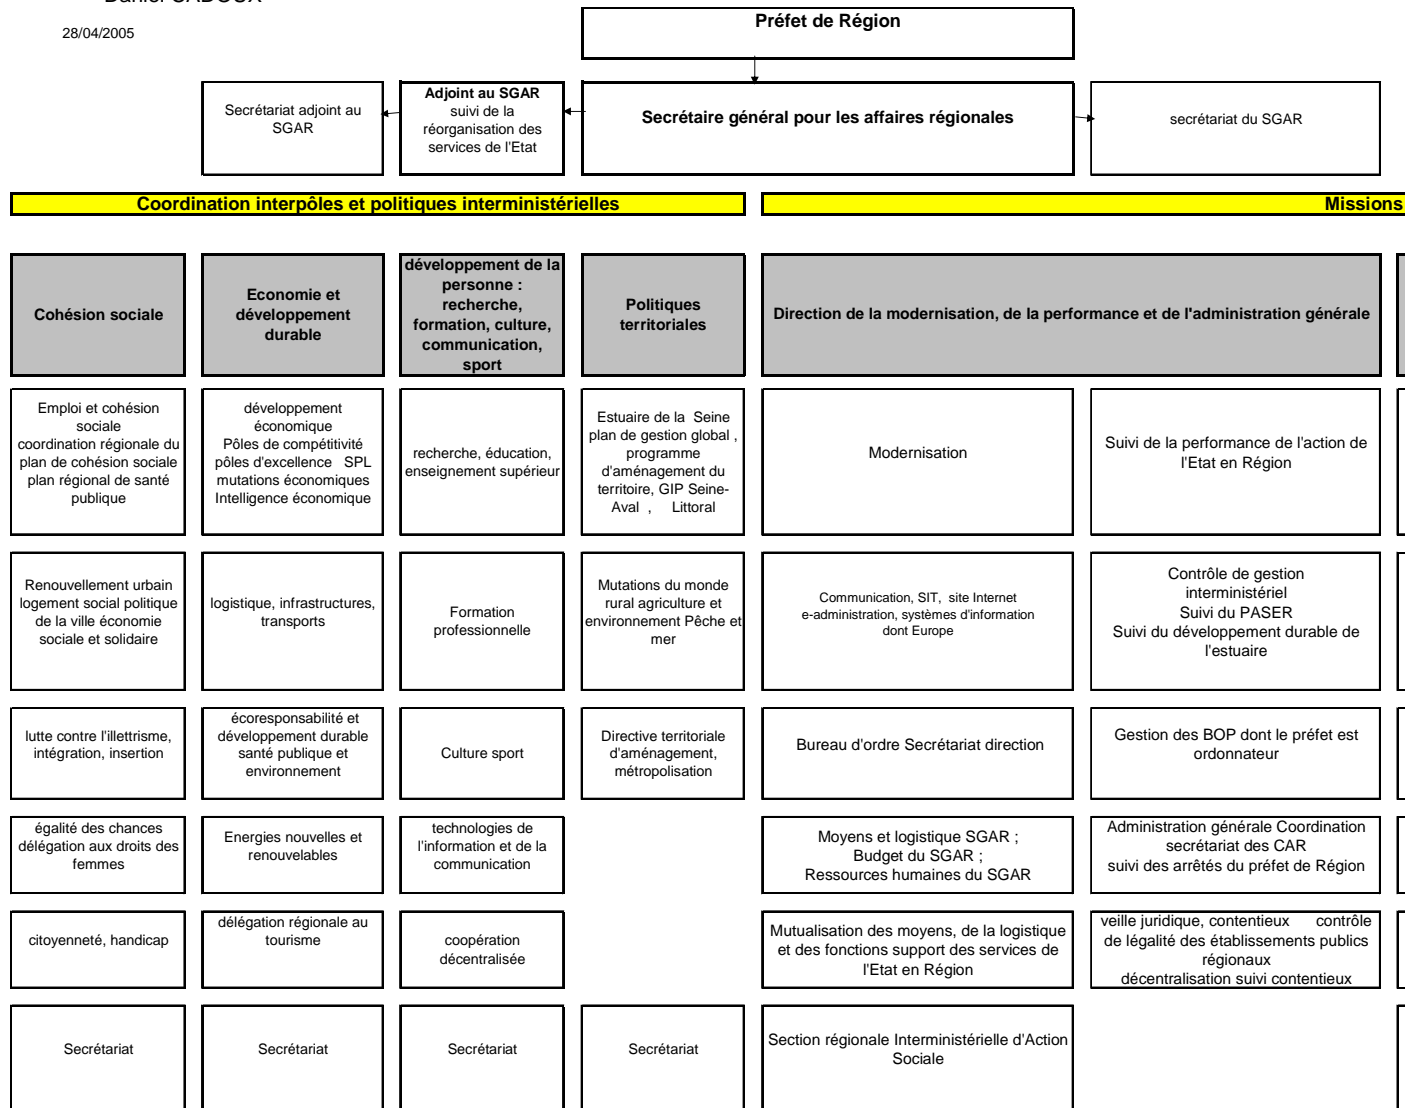 Daniel CADOUX
28/04/2005
Préfet de Région
Secrétariat adjoint au
SGAR
Adjoint au SGAR
suivi de la
réorganisation des
services de l'Etat
Secrétaire général pour les affaires régionales
secrétariat du SGAR
Coordination interpôles et politiques interministérielles
Missions
Cohésion sociale
Economie et
développement
durable
développement de la
personne :
recherche,
formation, culture,
communication,
sport
Politiques
territoriales
Direction de la modernisation, de la performance et de l'administration générale
Emploi et cohésion
sociale
coordination régionale du
plan de cohésion sociale
plan régional de santé
publique
développement
économique
Pôles de compétitivité
pôles d'excellence SPL
mutations économiques
Intelligence économique
recherche, éducation,
enseignement supérieur
Estuaire de la Seine
plan de gestion global ,
programme
d'aménagement du
territoire, GIP Seine-
Aval , Littoral
Modernisation
Suivi de la performance de l'action de
l'Etat en Région
Renouvellement urbain
logement social politique
de la ville économie
sociale et solidaire
logistique, infrastructures,
transports
Formation
professionnelle
Mutations du monde
rural agriculture et
environnement Pêche et
mer
Communication, SIT, site Internet
e-administration, systèmes d'information
dont Europe
Contrôle de gestion
interministériel
Suivi du PASER
Suivi du développement durable de
l'estuaire
lutte contre l'illettrisme,
intégration, insertion
écoresponsabilité et
développement durable
santé publique et
environnement
Culture sport
Directive territoriale
d'aménagement,
métropolisation
Bureau d'ordre Secrétariat direction
Gestion des BOP dont le préfet est
ordonnateur
égalité des chances
délégation aux droits des
femmes
Energies nouvelles et
renouvelables
technologies de
l'information et de la
communication
Moyens et logistique SGAR ;
Budget du SGAR ;
Ressources humaines du SGAR
Administration générale Coordination
secrétariat des CAR
suivi des arrêtés du préfet de Région
citoyenneté, handicap
délégation régionale au
tourisme
coopération
décentralisée
Mutualisation des moyens, de la logistique
et des fonctions support des services de
l'Etat en Région
veille juridique, contentieux contrôle
de légalité des établissements publics
régionaux
décentralisation suivi contentieux
Secrétariat
Secrétariat
Secrétariat
Secrétariat
Section régionale Interministérielle d'Action
Sociale